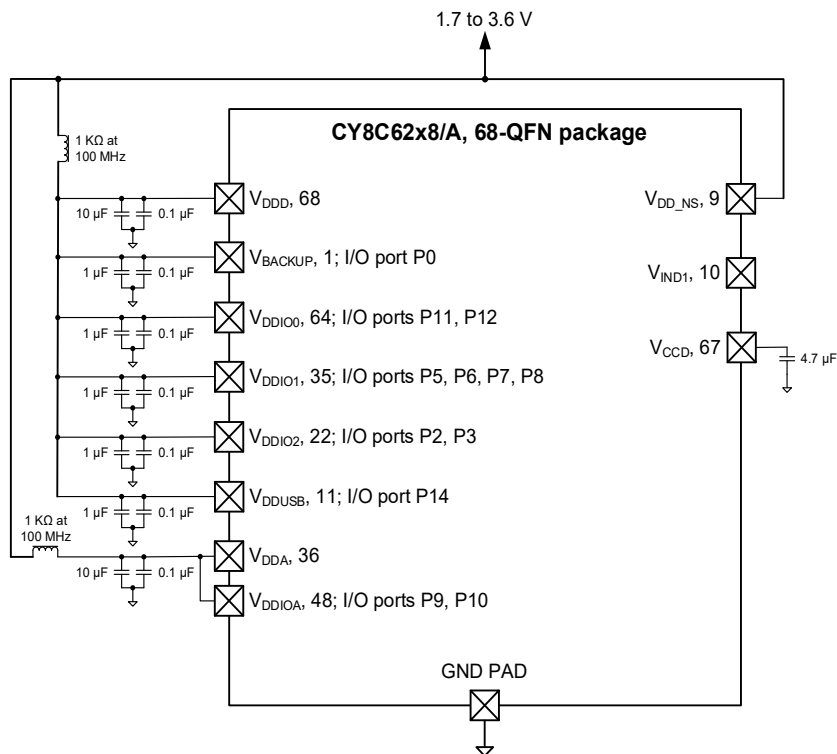 1.7 to 3.6 V
CY8C62x8/A, 68-QFN package
1 KΩ at
100 MHz
10 µF
0.1 µF
VDDD, 68
VDD_NS, 9
1 µF
0.1 µF
VBACKUP, 1; I/O port P0
VIND1, 10
1 µF
0.1 µF
VDDIO0, 64; I/O ports P11, P12
VCCD, 67
4.7 µF
1 µF
0.1 µF
VDDIO1, 35; I/O ports P5, P6, P7, P8
1 µF
0.1 µF
VDDIO2, 22; I/O ports P2, P3
1 µF
0.1 µF
VDDUSB, 11; I/O port P14
1 KΩ at
100 MHz
10 µF
0.1 µF
VDDA, 36
VDDIOA, 48; I/O ports P9, P10
GND PAD